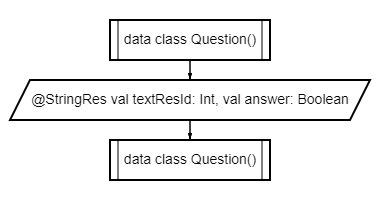 data class Question()
@StringRes val textResId: Int, val answer: Boolean
data class Question()